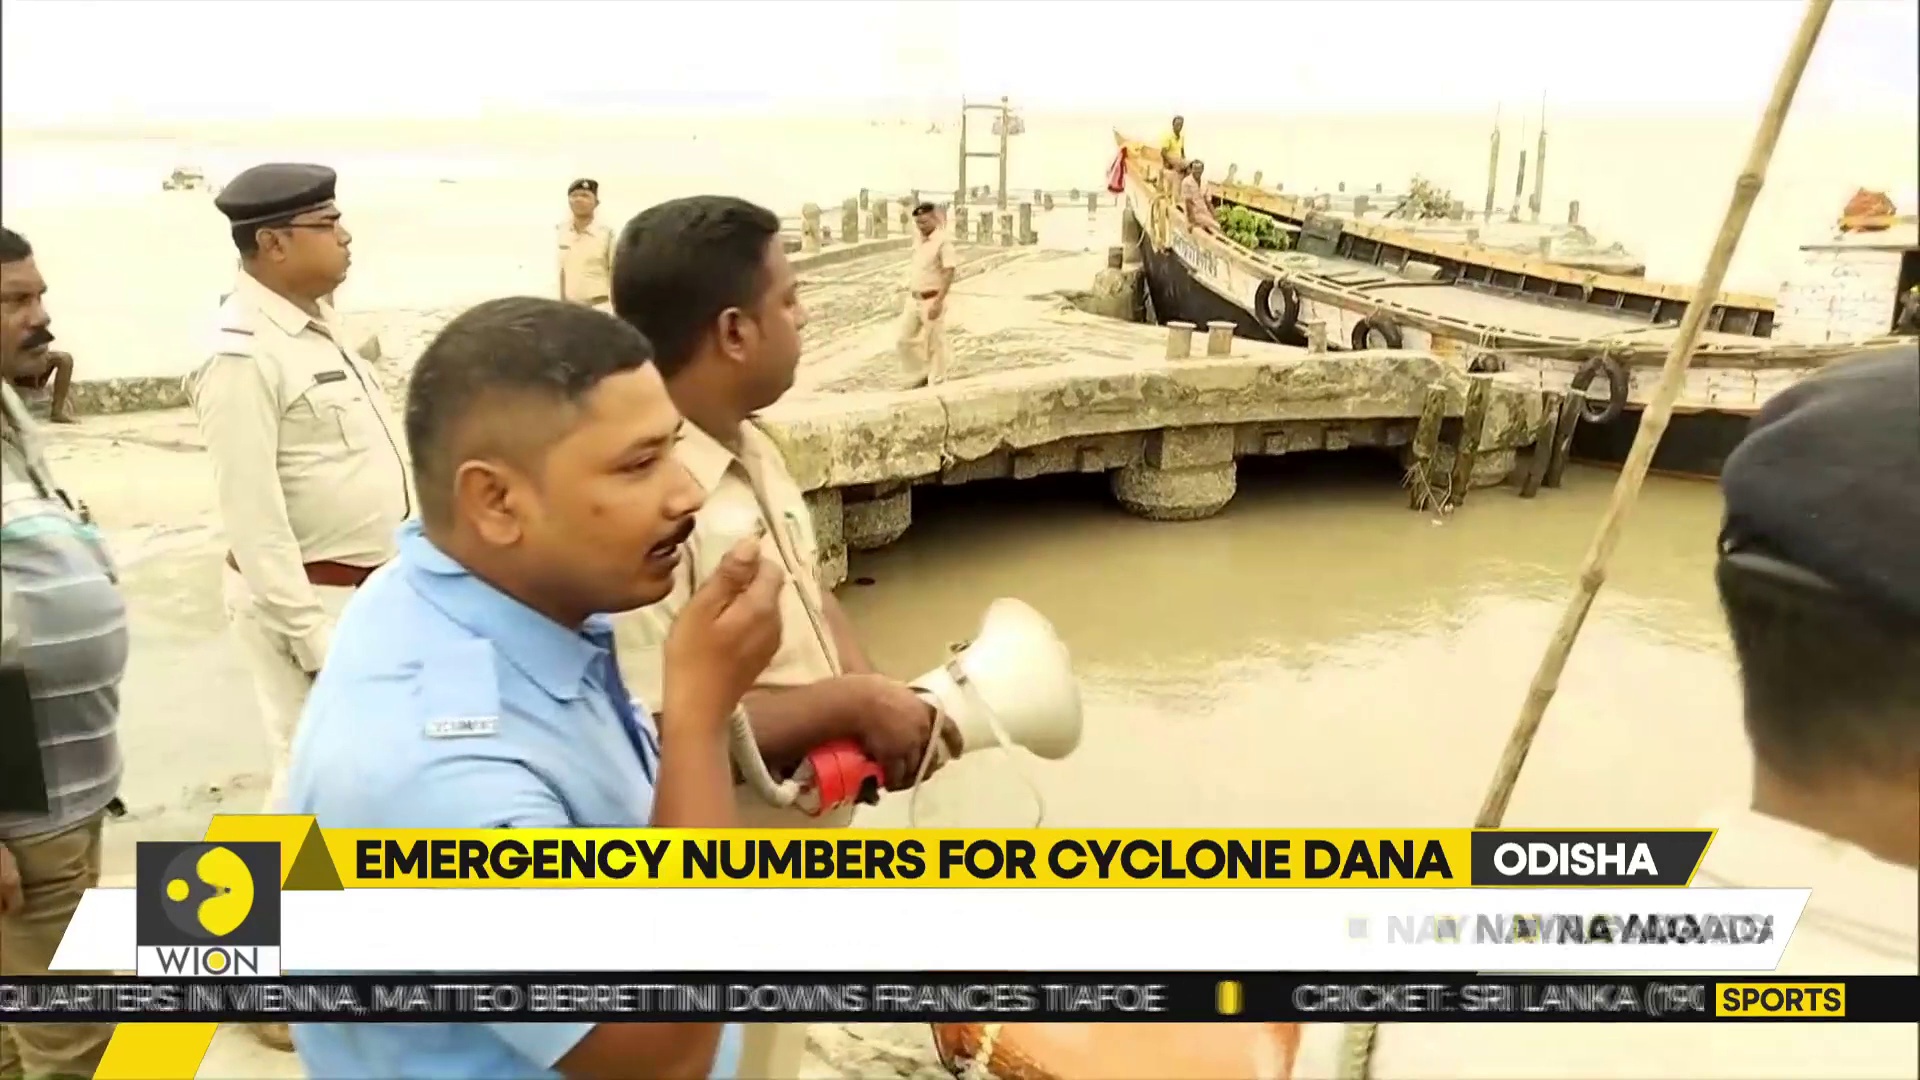 EMERGENCY NUMBERS FOR CYCLONE DANA ODISHA
WION
QUARTERS IN VIENNA, MATTEO BERRETTINI DOWNS FRANCES TIAFOE CRICKET: SRI LANKA SPORTS